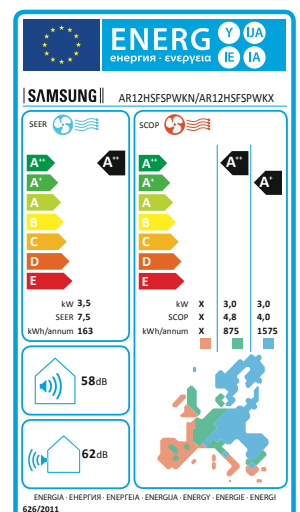 ENERG
енергия · ενεργεια
Y IJA
IE IA
SAMSUNG
AR12HSFSPWKN/AR12HSFSPWKX
SEER
SCOP
A++
A+
A
B
C
D
E
A++
A++
A+
A
B
C
D
E
A++
A+
kW 3,5
SEER 7,5
kWh/annum 163
kW X 3,0 3,0
SCOP X 4,8 4,0
kWh/annum X 875 1575
58dB
62dB
ENERGIA · ЕНЕРГИЯ · ΕΝΕΡΓΕΙΑ · ENERGIJA · ENERGY · ENERGIE · ENERGI
626/2011